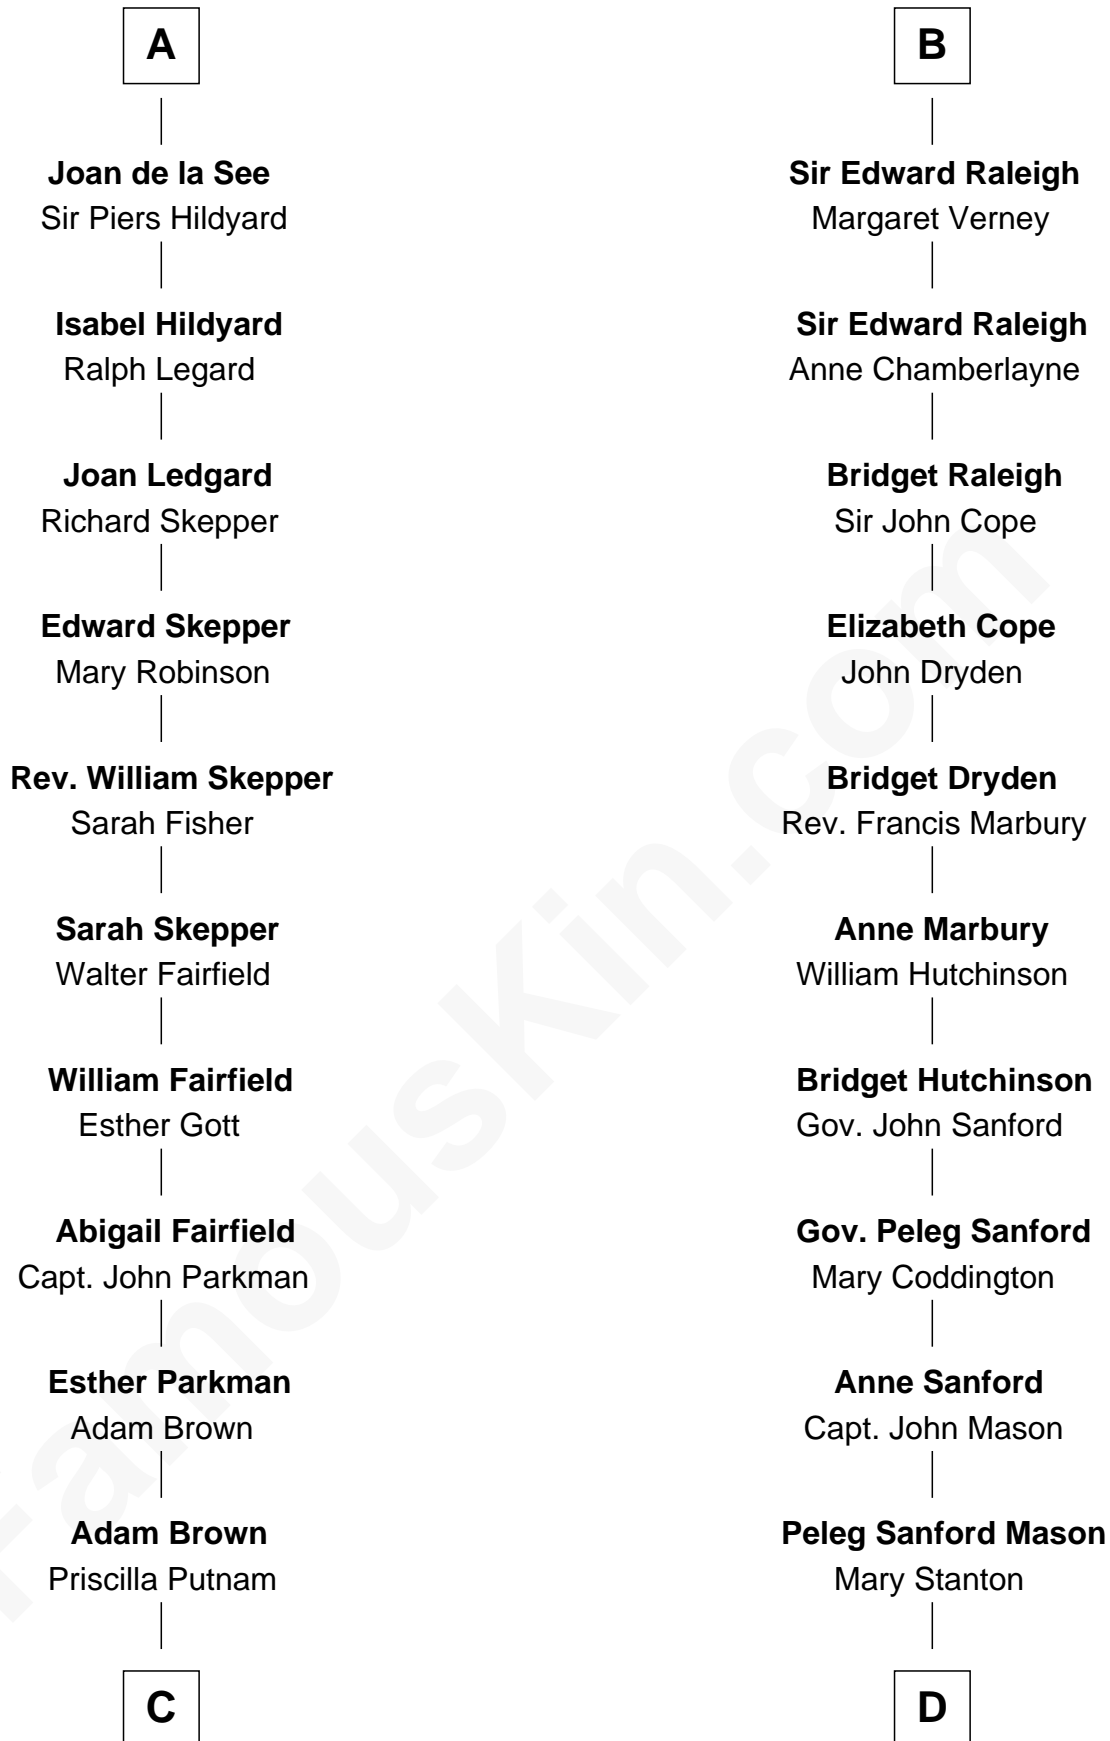 A
Joan de la See
Sir Piers Hildyard
Isabel Hildyard
Ralph Legard
Joan Ledgard
Richard Skepper
Edward Skepper
Mary Robinson
Rev. William Skepper
Sarah Fisher
Sarah Skepper
Walter Fairfield
William Fairfield
Esther Gott
Abigail Fairfield
Capt. John Parkman
Esther Parkman
Adam Brown
Adam Brown
Priscilla Putnam
C
B
Sir Edward Raleigh
Margaret Verney
Sir Edward Raleigh
Anne Chamberlayne
Bridget Raleigh
Sir John Cope
Elizabeth Cope
John Dryden
Bridget Dryden
Rev. Francis Marbury
Anne Marbury
William Hutchinson
Bridget Hutchinson
Gov. John Sanford
Gov. Peleg Sanford
Mary Coddington
Anne Sanford
Capt. John Mason
Peleg Sanford Mason
Mary Stanton
D
FamousKin.com